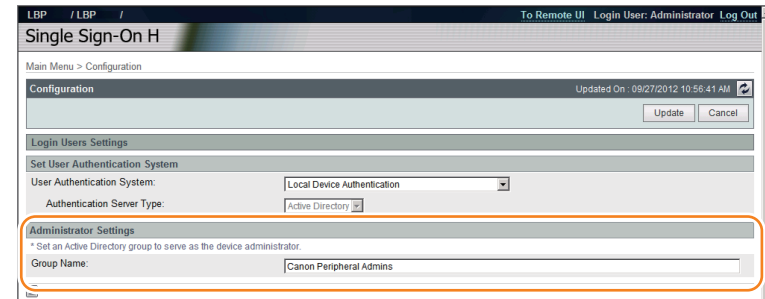 LBP / LBP /
To Remote UI Login User: Administrator Log Out
Single Sign-On H
Main Menu > Configuration
Configuration Updated On : 09/27/2012 10:56:41 AM
Update Cancel
Login Users Settings
Set User Authentication System
User Authentication System: Local Device Authentication
Authentication Server Type: Active Directory
Administrator Settings
* Set an Active Directory group to serve as the device administrator.
Group Name: Canon Peripheral Admins